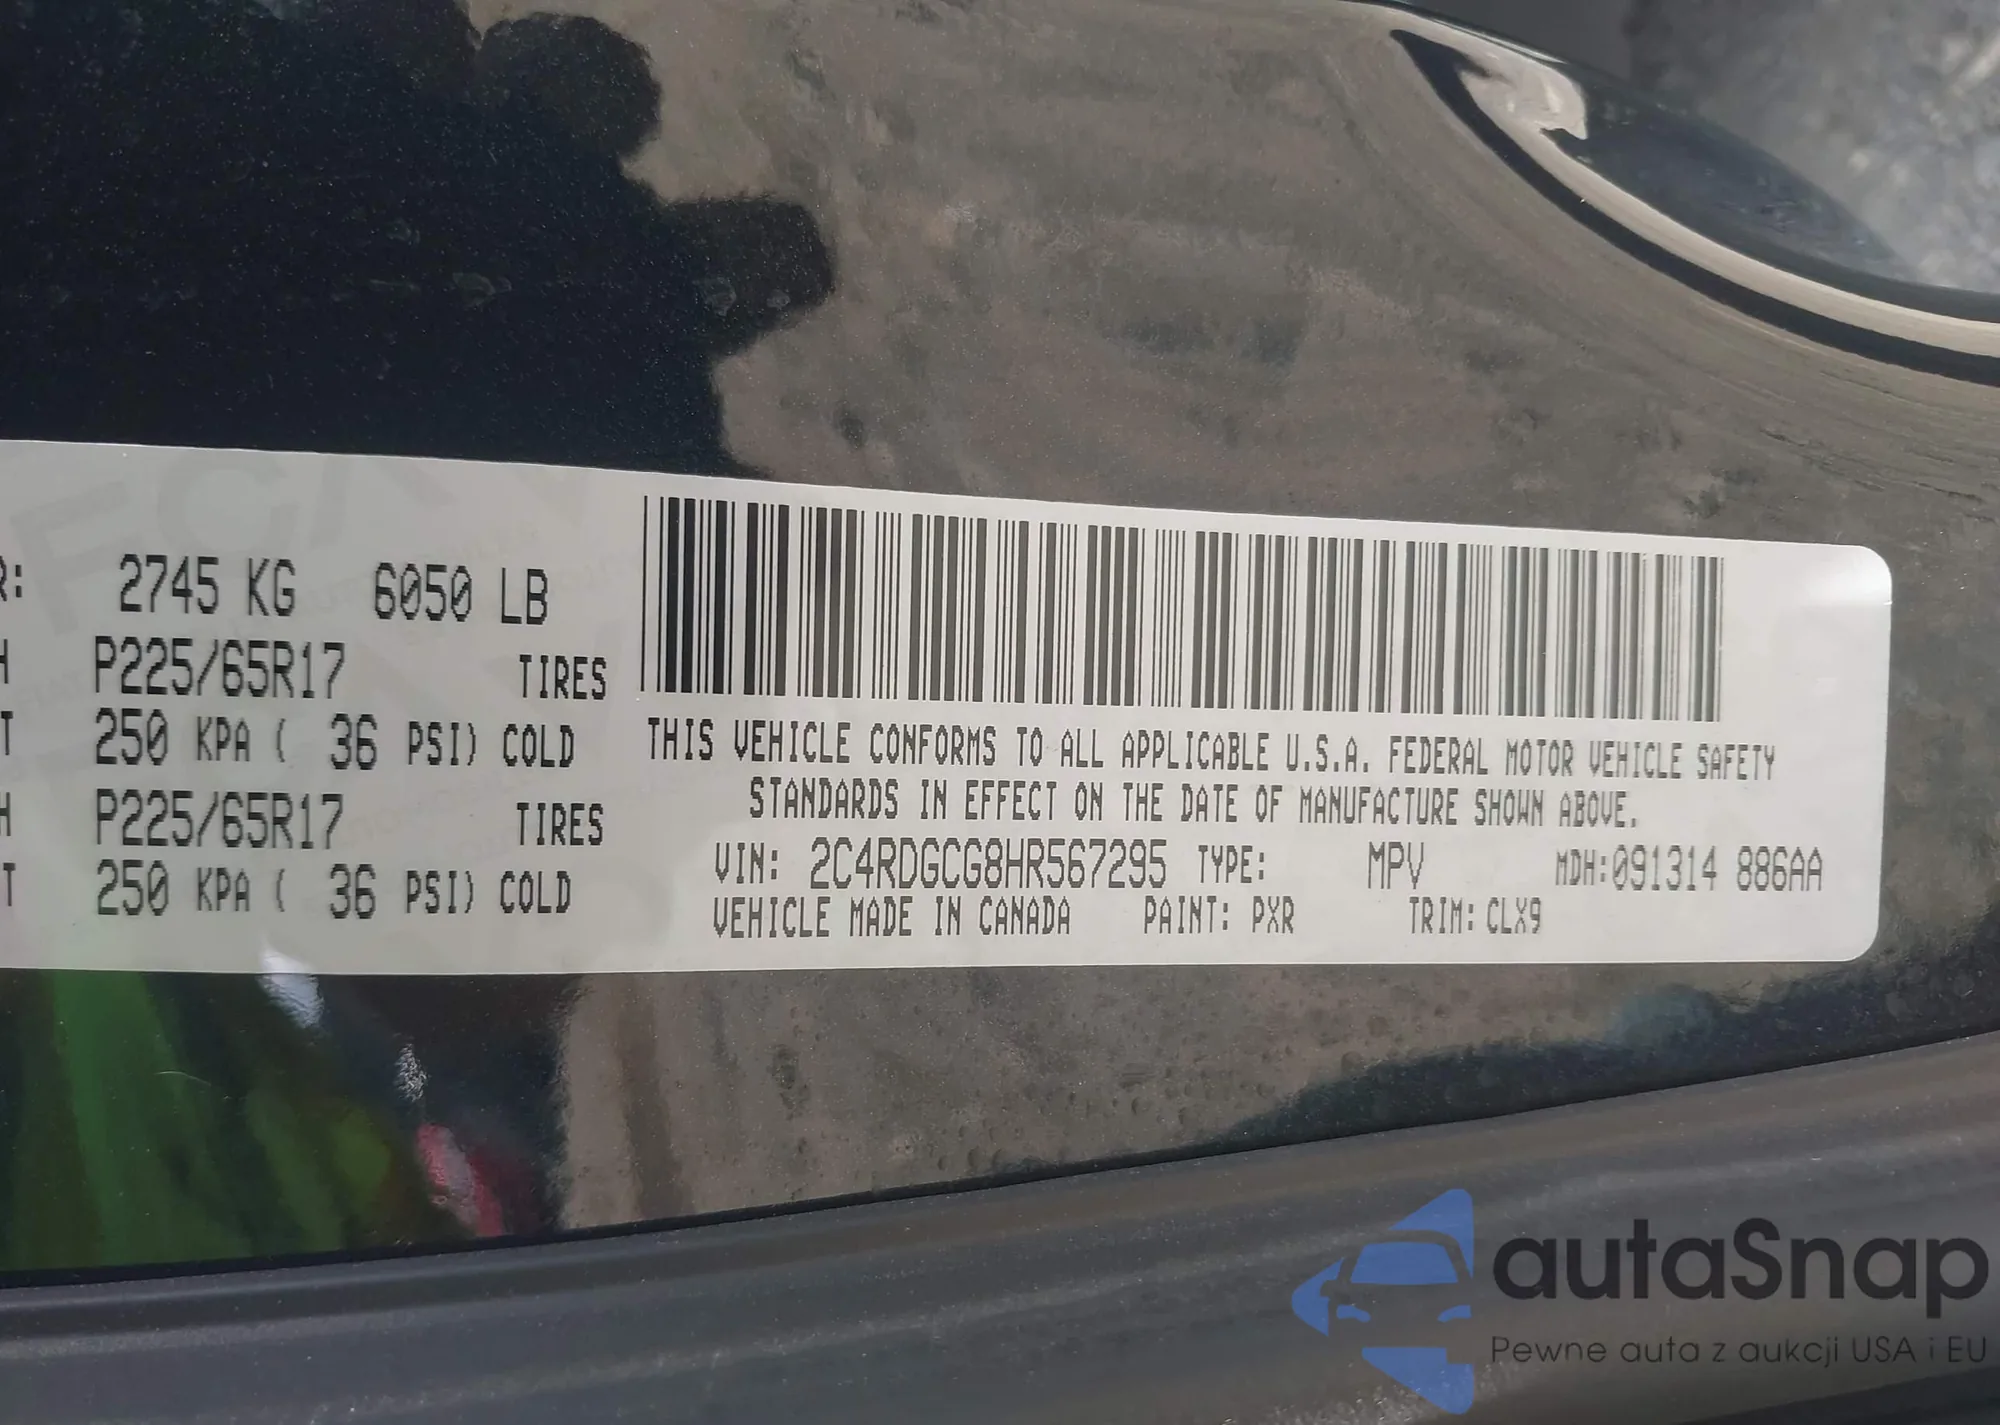 R: 2745 KG 6050 LB
H P225/65R17 TIRES
T 250 KPA ( 36 PSI) COLD
H P225/65R17 TIRES
T 250 KPA ( 36 PSI) COLD
THIS VEHICLE CONFORMS TO ALL APPLICABLE U.S.A. FEDERAL MOTOR VEHICLE SAFETY
STANDARDS IN EFFECT ON THE DATE OF MANUFACTURE SHOWN ABOVE.
VIN: 2C4RDGCG8HR567295 TYPE: MPV MDH:091314 886AA
VEHICLE MADE IN CANADA PAINT: PXR TRIM: CLX9
autaSnap
Pewne auta z aukcji USA i EU